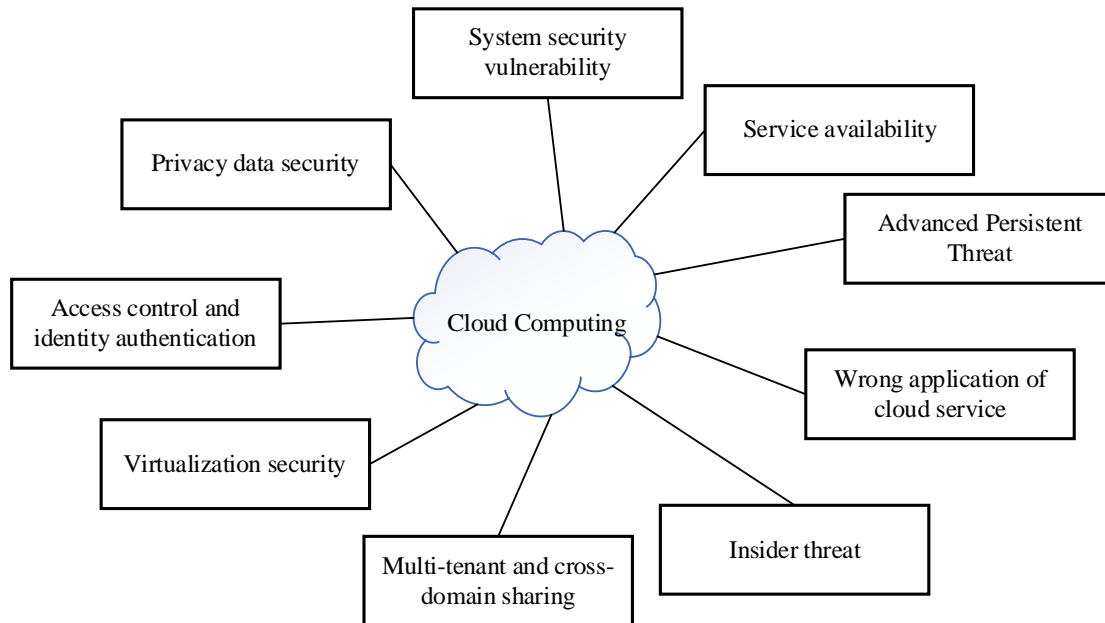 System security
vulnerability
Service availability
Privacy data security
Advanced Persistent
Threat
Access control and
identity authentication
Cloud Computing
Wrong application of
cloud service
Virtualization security
Insider threat
Multi-tenant and cross-
domain sharing